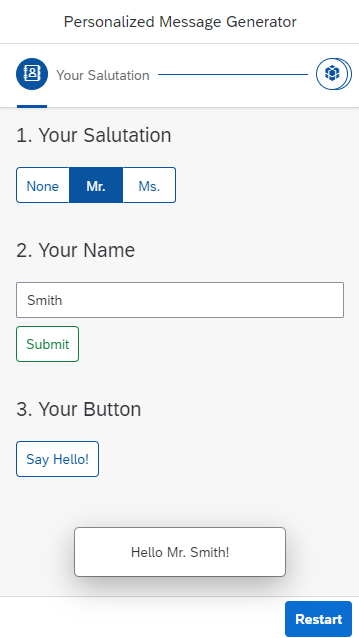 Personalized Message Generator
Your Salutation
1. Your Salutation
None Mr. Ms.
2. Your Name
Smith
Submit
3. Your Button
Say Hello!
Hello Mr. Smith!
Restart